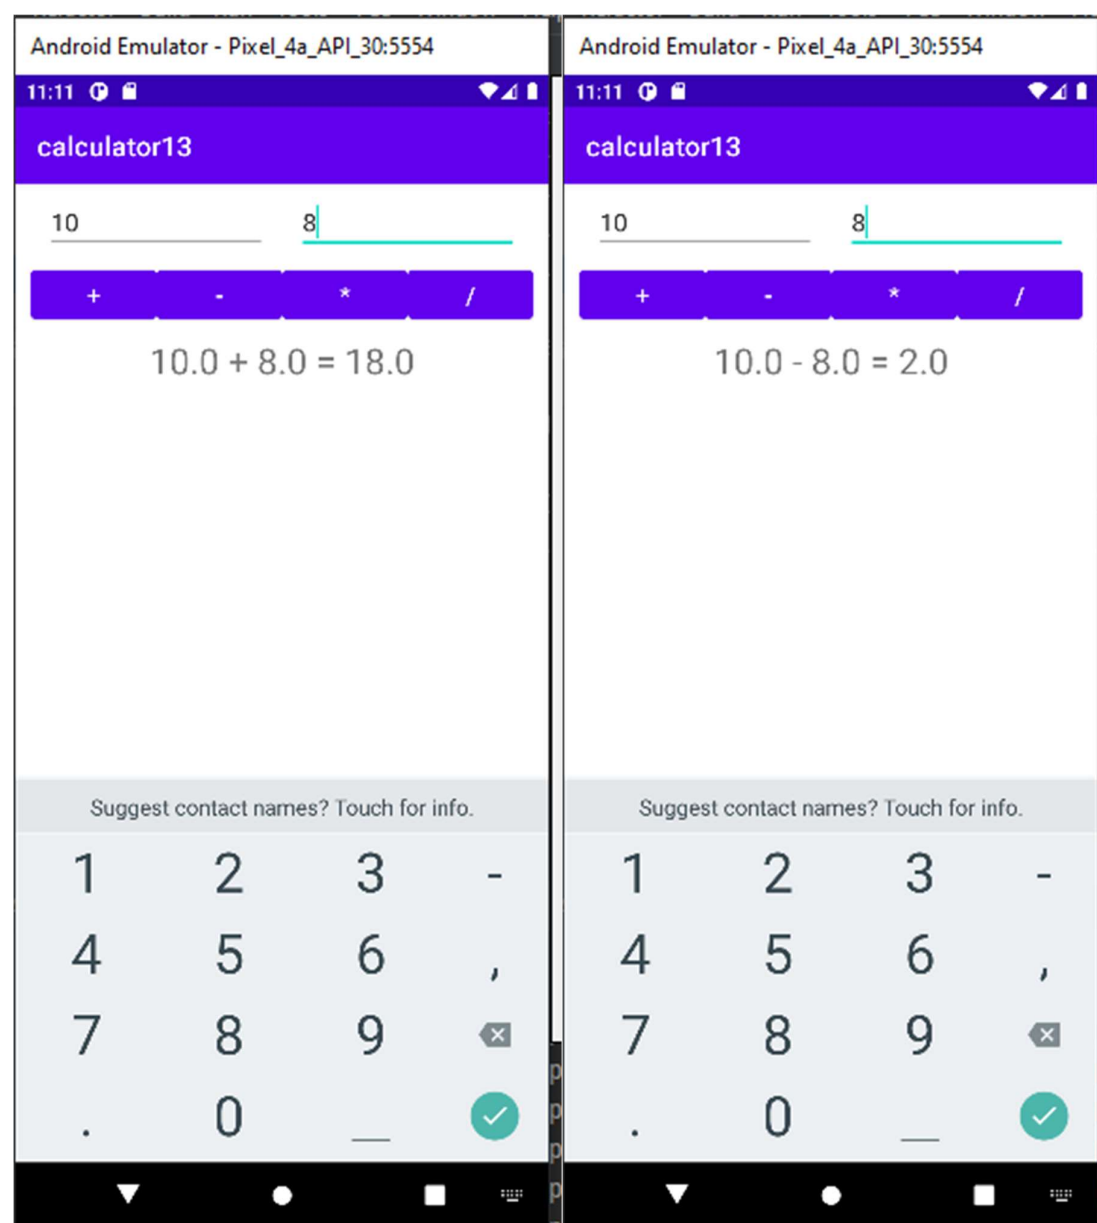 Android Emulator - Pixel_4a_API_30:5554
11:11
calculator13
10 8
+ - * /
10.0 + 8.0 = 18.0
Suggest contact names? Touch for info.
1 2 3 -
4 5 6 ,
7 8 9
. 0 _
Android Emulator - Pixel_4a_API_30:5554
11:11
calculator13
10 8
+ - * /
10.0 - 8.0 = 2.0
Suggest contact names? Touch for info.
1 2 3 -
4 5 6 ,
7 8 9
. 0 _